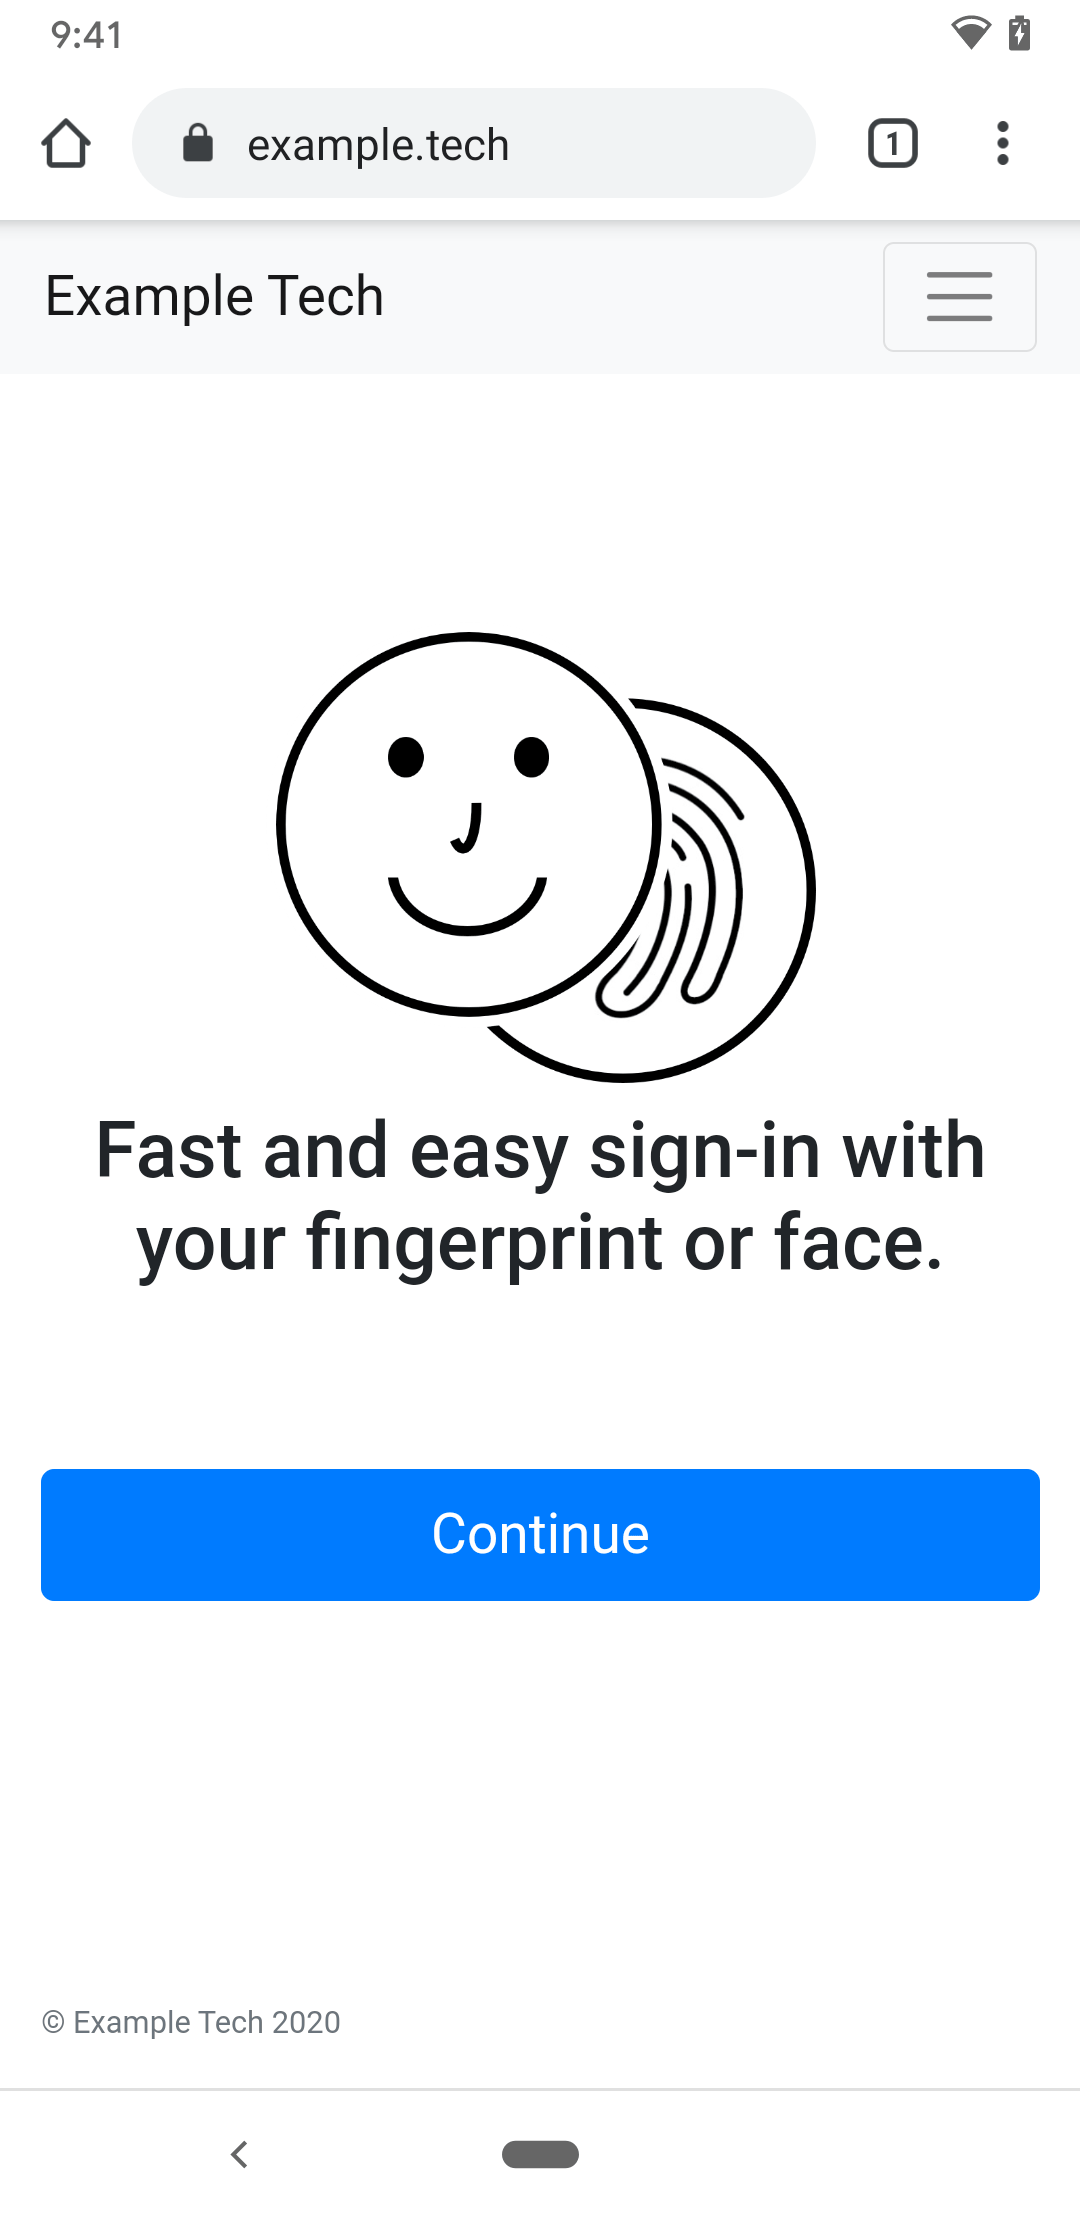 9:41
example.tech
1
Example Tech
Fast and easy sign-in with
your fingerprint or face.
Continue
© Example Tech 2020